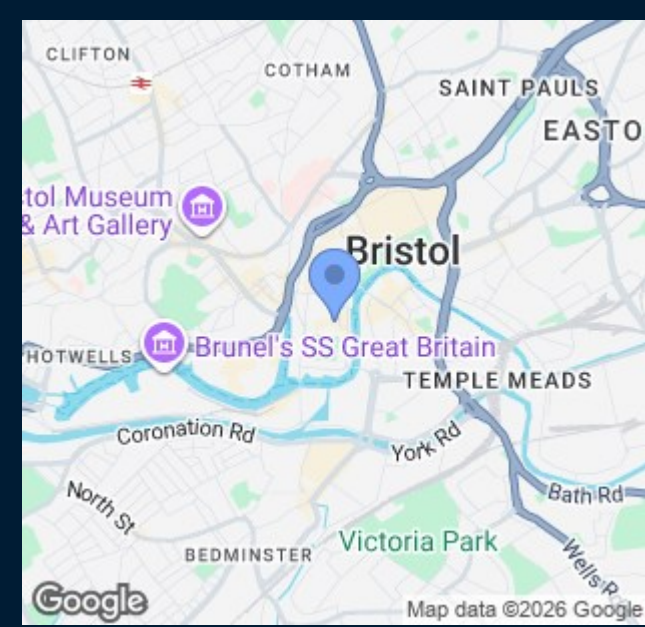 CLIFTON
COTHAM
SAINT PAULS
EASTO
tol Museum
& Art Gallery
Bristol
HOTWELLS
Brunel's SS Great Britain
TEMPLE MEADS
Coronation Rd
York Rd
North St
Bath Rd
BEDMINSTER
Victoria Park
Wells R
Google
Map data ©2026 Google